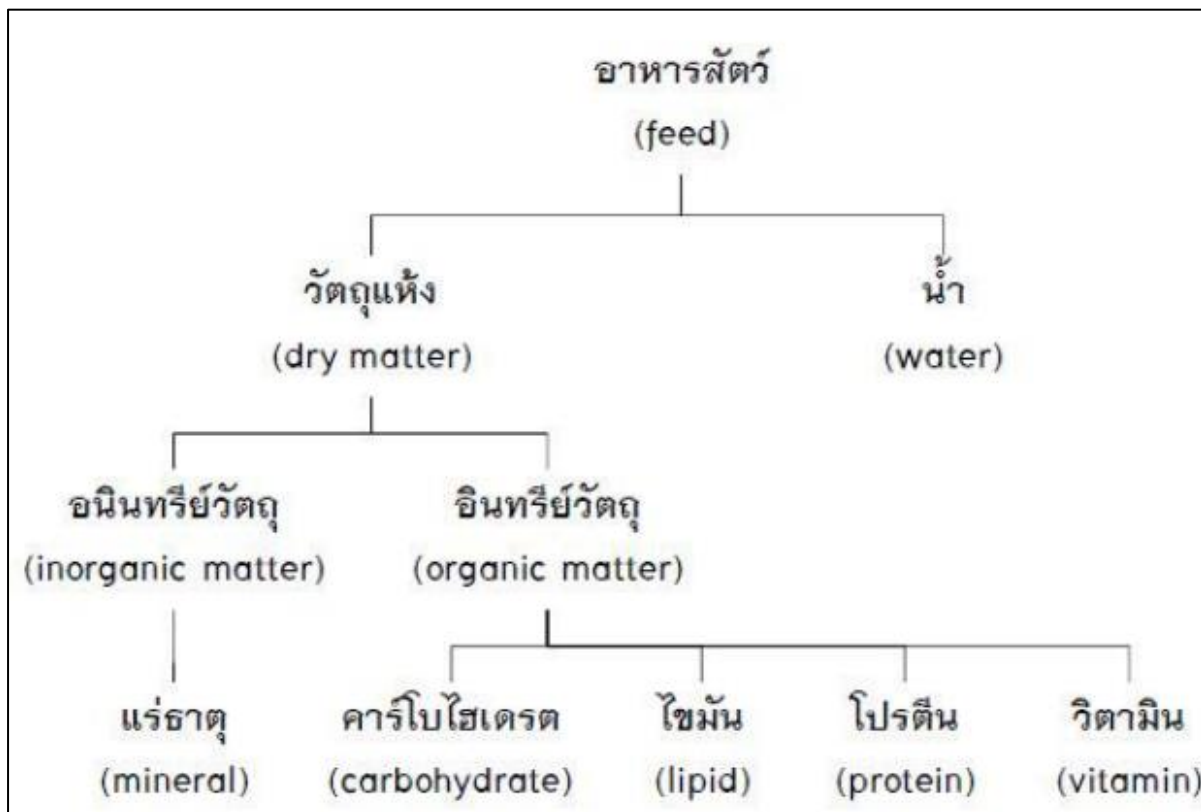 อาหารสัตว์
(feed)
วัตถุแห้ง น้ำ
(dry matter) (water)
อนินทรีย์วัตถุ อินทรีย์วัตถุ
(inorganic matter) (organic matter)
แร่ธาตุ คาร์โบไฮเดรต ไขมัน โปรตีน วิตามิน
(mineral) (carbohydrate) (lipid) (protein) (vitamin)